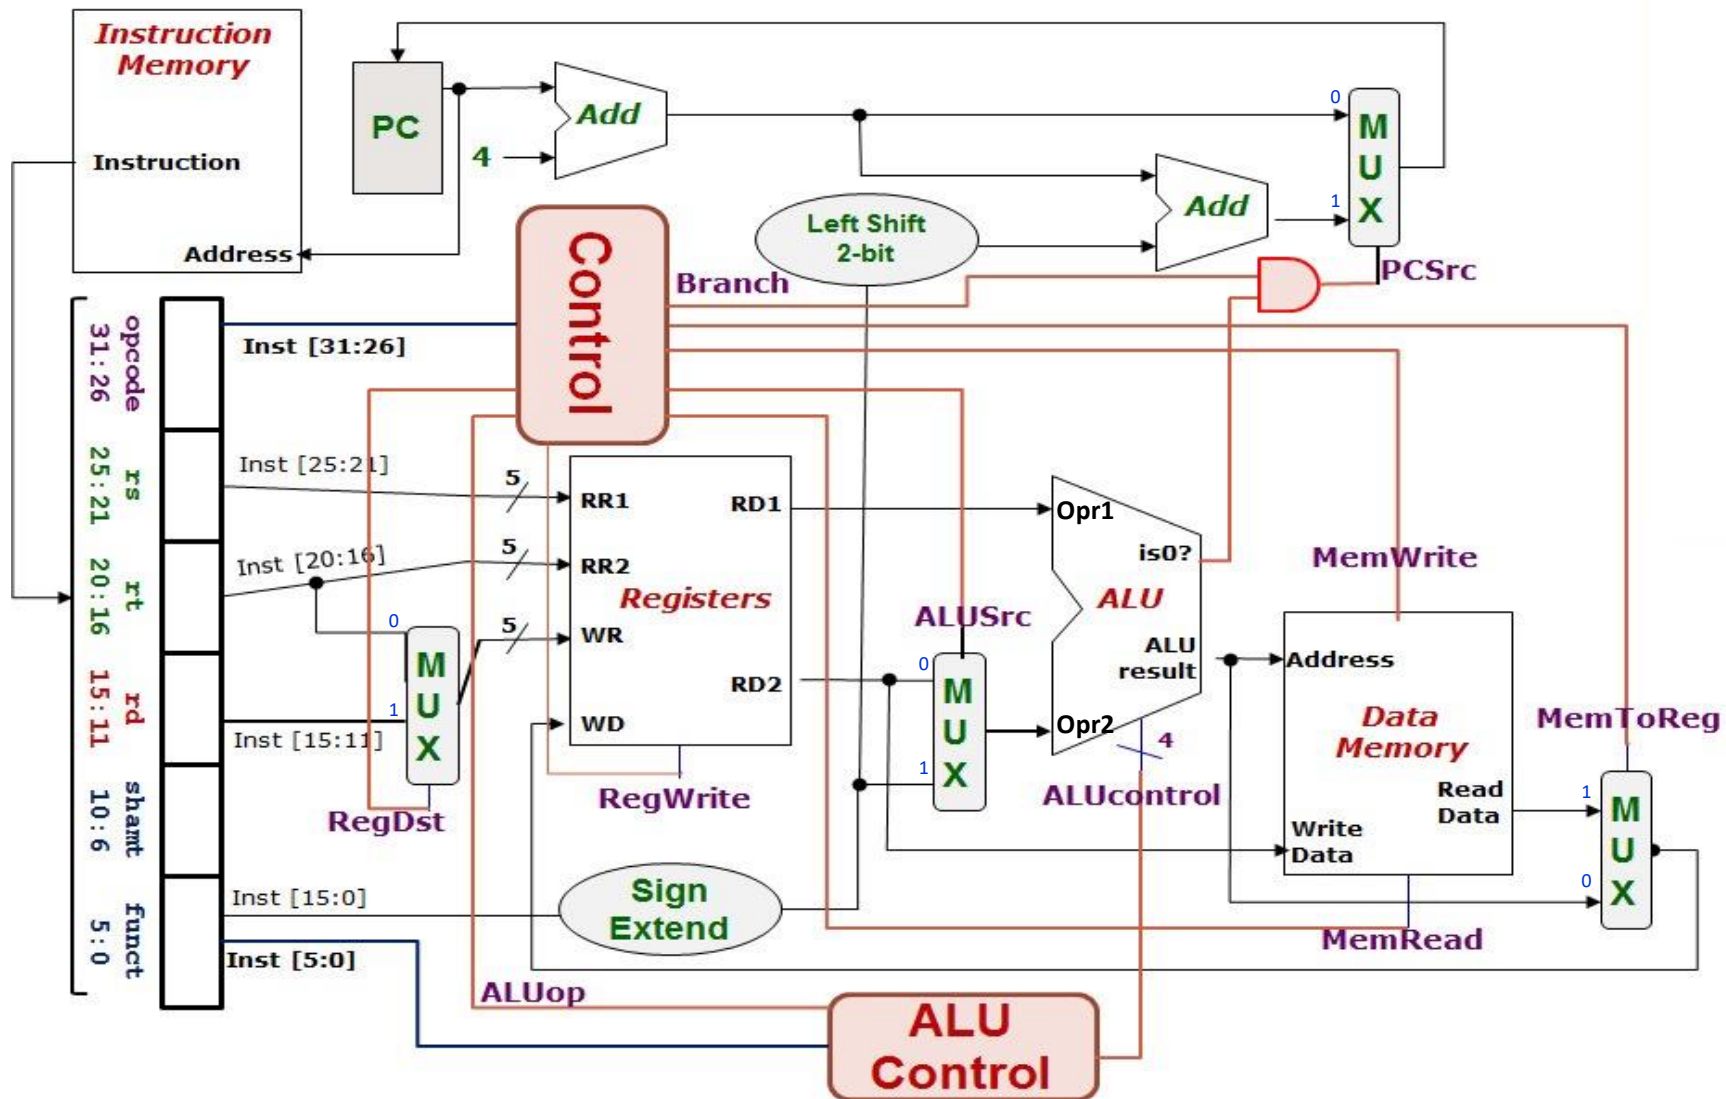 Instruction
Memory
Instruction
Address
PC
4
Add
Add
0
1
M
U
X
PCSrc
Left Shift
2-bit
Control
Branch
opcode
31:26
rs
25:21
rt
20:16
rd
15:11
shamt
10:6
funct
5:0
Inst [31:26]
Inst [25:21]
Inst [20:16]
Inst [15:11]
Inst [15:0]
Inst [5:0]
0
1
M
U
X
RegDst
5
5
5
RR1
RR2
WR
WD
RD1
RD2
Registers
RegWrite
Sign
Extend
ALUSrc
0
1
M
U
X
Opr1
Opr2
is0?
ALU
ALU
result
4
ALUcontrol
MemWrite
Address
Data
Memory
Read
Data
Write
Data
MemRead
MemToReg
1
0
M
U
X
ALUop
ALU
Control